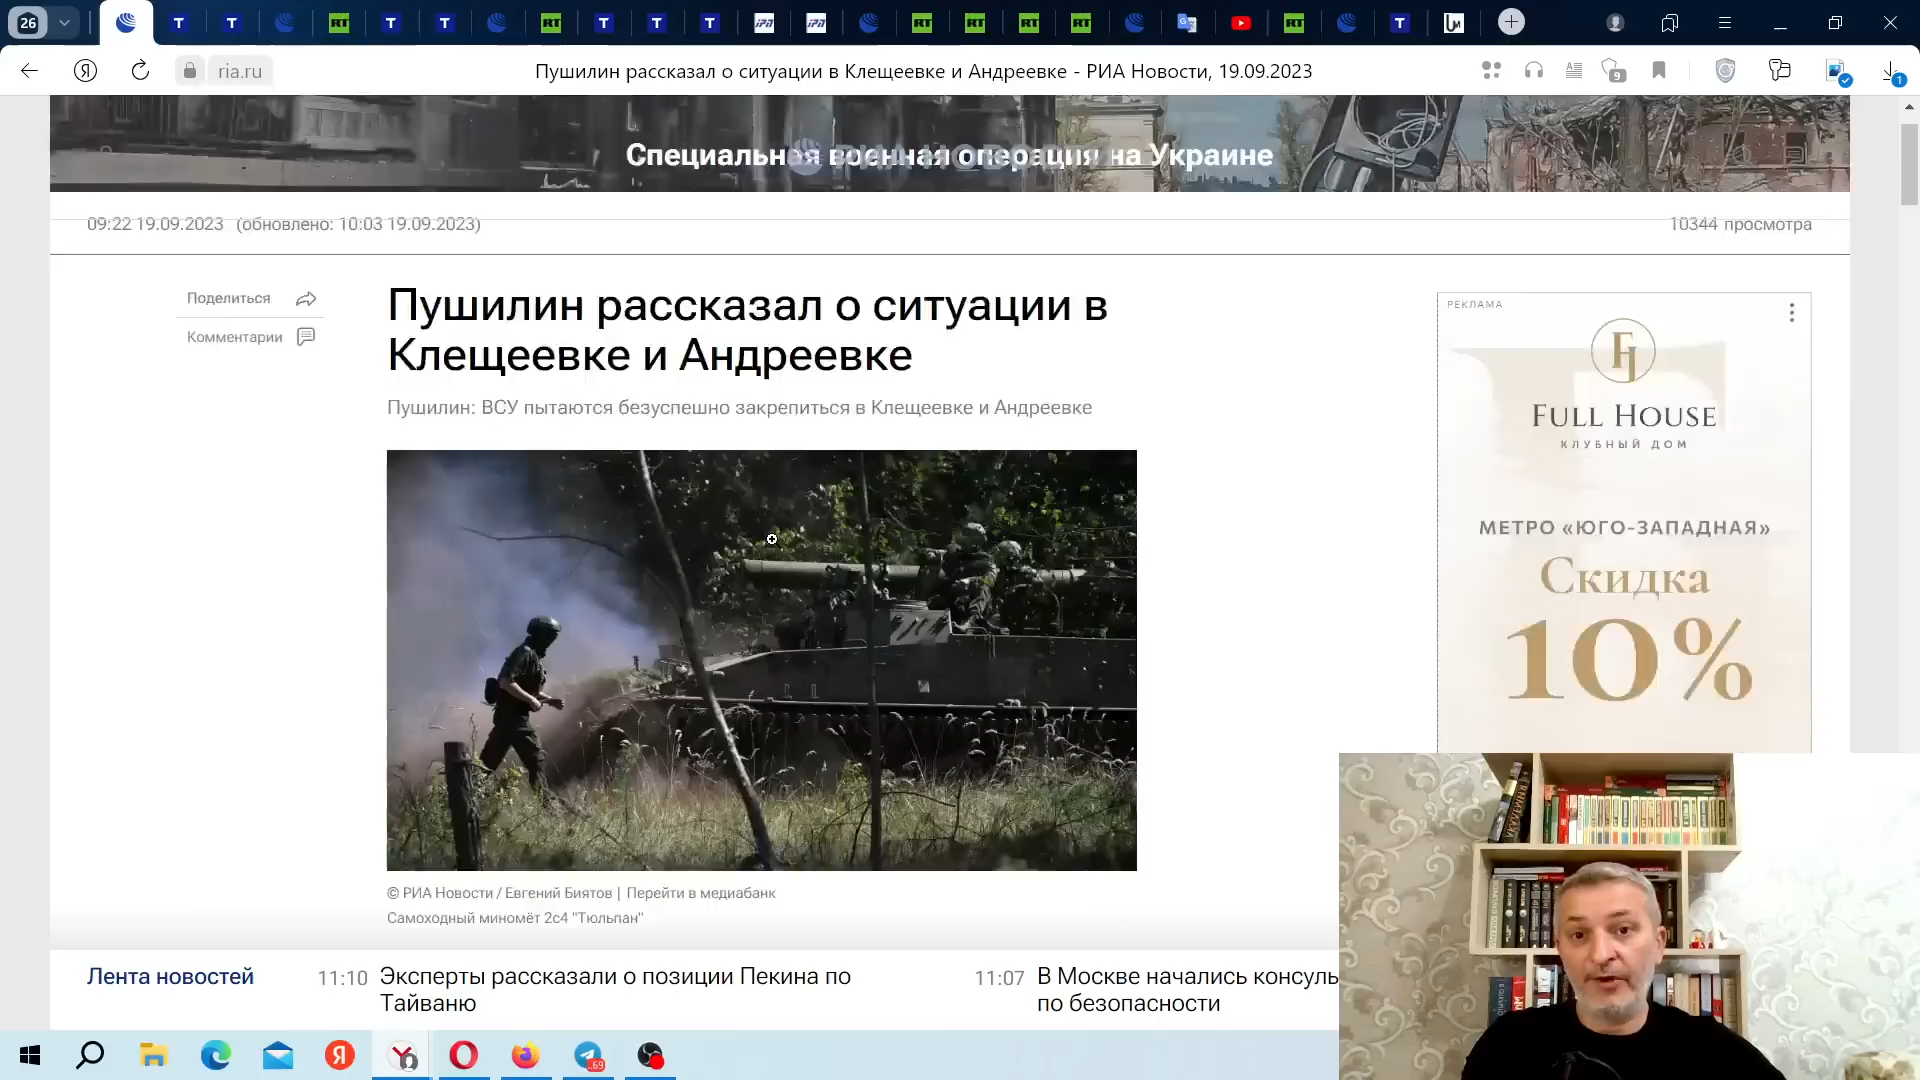 26
ria.ru
Пушилин рассказал о ситуации в Клещеевке и Андреевке - РИА Новости, 19.09.2023
9
1
Специальная военная операция на Украине
09:22 19.09.2023 (обновлено: 10:03 19.09.2023)
10344 просмотра
Поделиться
Комментарии
Пушилин рассказал о ситуации в
Клещеевке и Андреевке
Пушилин: ВСУ пытаются безуспешно закрепиться в Клещеевке и Андреевке
© РИА Новости / Евгений Биятов | Перейти в медиабанк
Самоходный миномёт 2с4 "Тюльпан"
РЕКЛАМА
FULL HOUSE
КЛУБНЫЙ ДОМ
МЕТРО «ЮГО-ЗАПАДНАЯ»
Скидка
10%
Лента новостей
11:10 Эксперты рассказали о позиции Пекина по
Тайваню
11:07 В Москве начались консуль
по безопасности
69